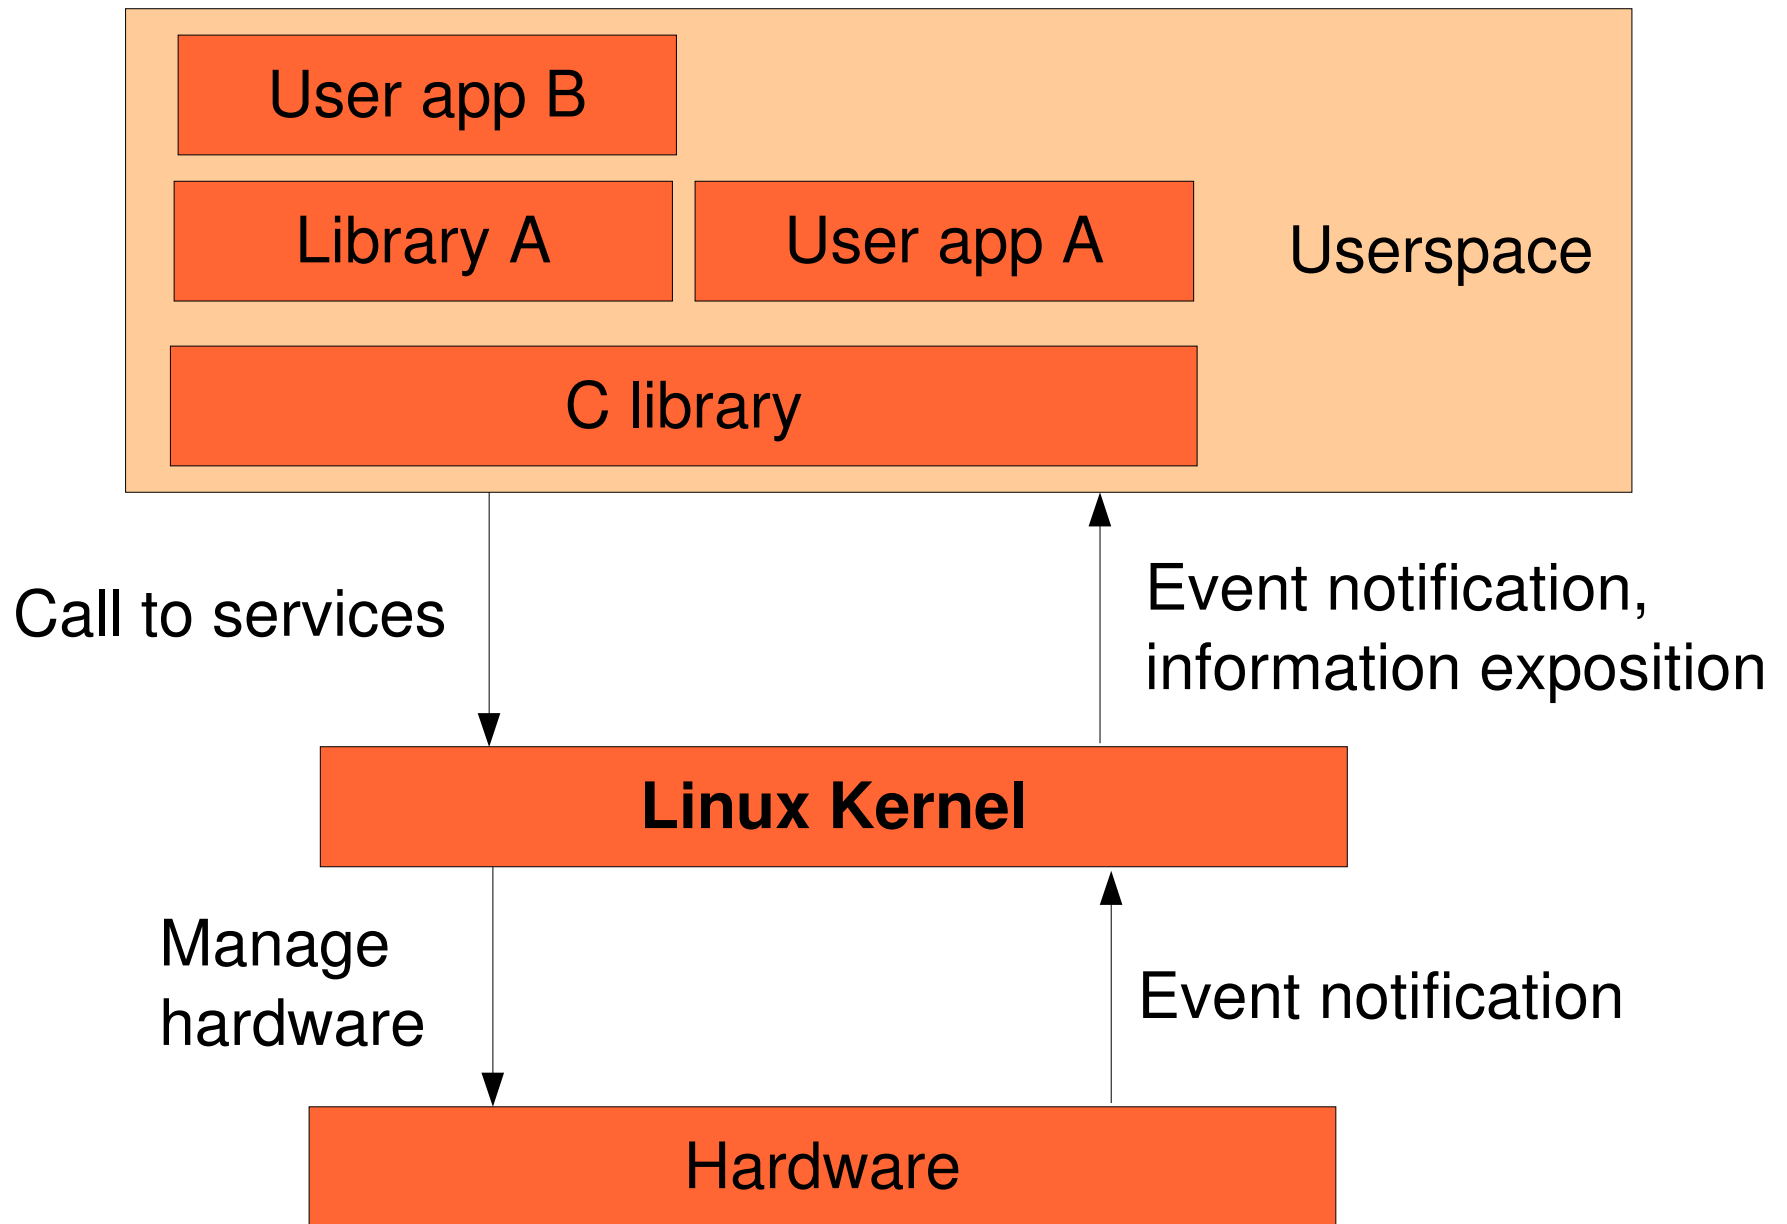 User app B
Library A
User app A
Userspace
C library
Call to services
Event notification,
information exposition
Linux Kernel
Manage
hardware
Event notification
Hardware